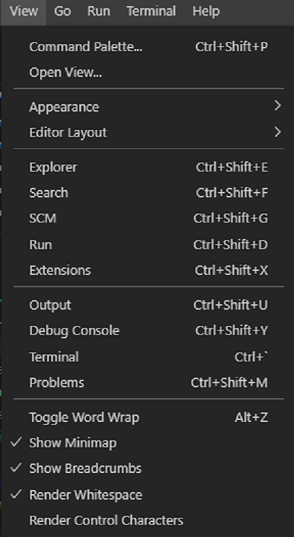 View Go Run Terminal Help
Command Palette... Ctrl+Shift+P
Open View...
Appearance
Editor Layout
Explorer Ctrl+Shift+E
Search Ctrl+Shift+F
SCM Ctrl+Shift+G
Run Ctrl+Shift+D
Extensions Ctrl+Shift+X
Output Ctrl+Shift+U
Debug Console Ctrl+Shift+Y
Terminal Ctrl+`
Problems Ctrl+Shift+M
Toggle Word Wrap Alt+Z
Show Minimap
Show Breadcrumbs
Render Whitespace
Render Control Characters